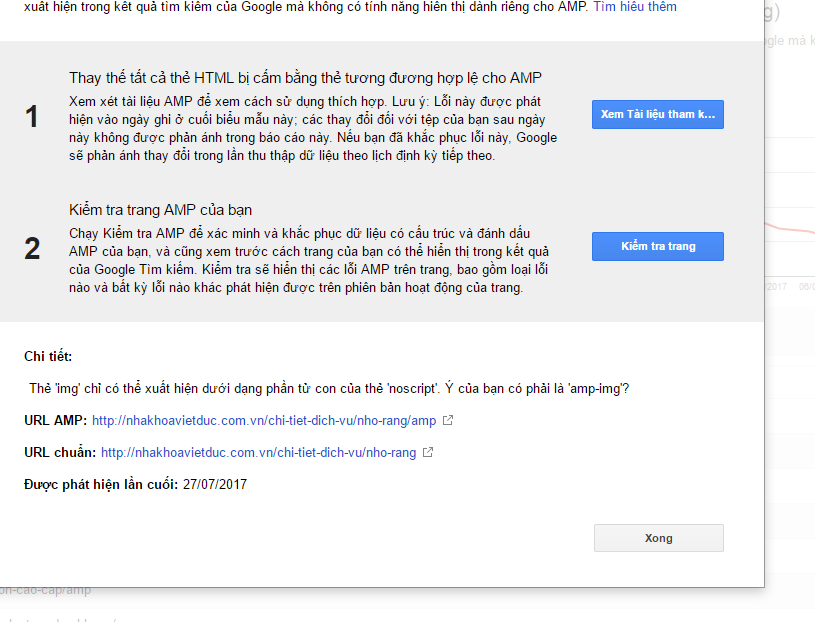 xuất hiện trong kết quả tìm kiếm của Google mà không có tính năng hiển thị dành riêng cho AMP. Tìm hiểu thêm
1
Thay thế tất cả thẻ HTML bị cấm bằng thẻ tương đương hợp lệ cho AMP
Xem xét tài liệu AMP để xem cách sử dụng thích hợp. Lưu ý: Lỗi này được phát
hiện vào ngày ghi ở cuối biểu mẫu này; các thay đổi đối với tệp của bạn sau ngày
này không được phản ánh trong báo cáo này. Nếu bạn đã khắc phục lỗi này, Google
sẽ phản ánh thay đổi trong lần thu thập dữ liệu theo lịch định kỳ tiếp theo.
Xem Tài liệu tham k...
2
Kiểm tra trang AMP của bạn
Chạy Kiểm tra AMP để xác minh và khắc phục dữ liệu có cấu trúc và đánh dấu
AMP của bạn, và cũng xem trước cách trang của bạn có thể hiển thị trong kết quả
của Google Tìm kiếm. Kiểm tra sẽ hiển thị các lỗi AMP trên trang, bao gồm loại lỗi
nào và bất kỳ lỗi nào khác phát hiện được trên phiên bản hoạt động của trang.
Kiểm tra trang
Chi tiết:
Thẻ 'img' chỉ có thể xuất hiện dưới dạng phần tử con của thẻ 'noscript'. Ý của bạn có phải là 'amp-img'?
URL AMP: http://nhakhoavietduc.com.vn/chi-tiet-dich-vu/nho-rang/amp
URL chuẩn: http://nhakhoavietduc.com.vn/chi-tiet-dich-vu/nho-rang
Được phát hiện lần cuối: 27/07/2017
Xong
g)
ogle mà k
/2017
on-cao-cap/amp